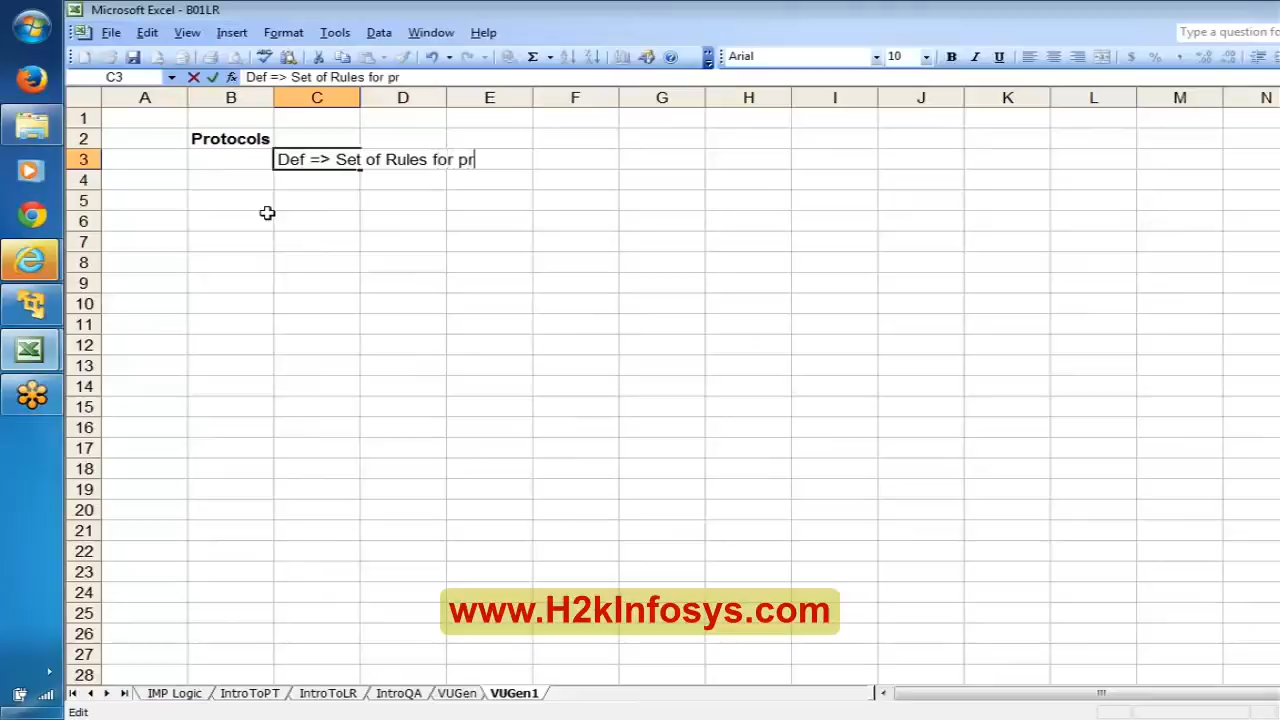 Microsoft Excel - B01LR
File Edit View Insert Format Tools Data Window Help
Type a question fo
Arial 10 B I U $ %
C3 fx Def => Set of Rules for pr
A B C D E F G H I J K L M N
1
2 Protocols
3 Def => Set of Rules for pr
4
5
6
7
8
9
10
11
12
13
14
15
16
17
18
19
20
21
22
23
24
25
26
27
28
www.H2kInfosys.com
IMP Logic IntroToPT IntroToLR IntroQA VUGen VUGen1
Edit